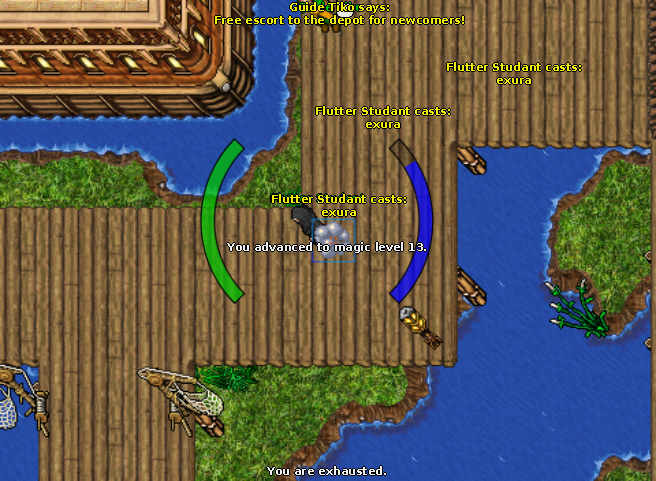 Guide Tiko says:
Free escort to the depot for newcomers!
Flutter Studant casts:
exura
Flutter Studant casts:
exura
Flutter Studant casts:
exura
You advanced to magic level 13.
You are exhausted.